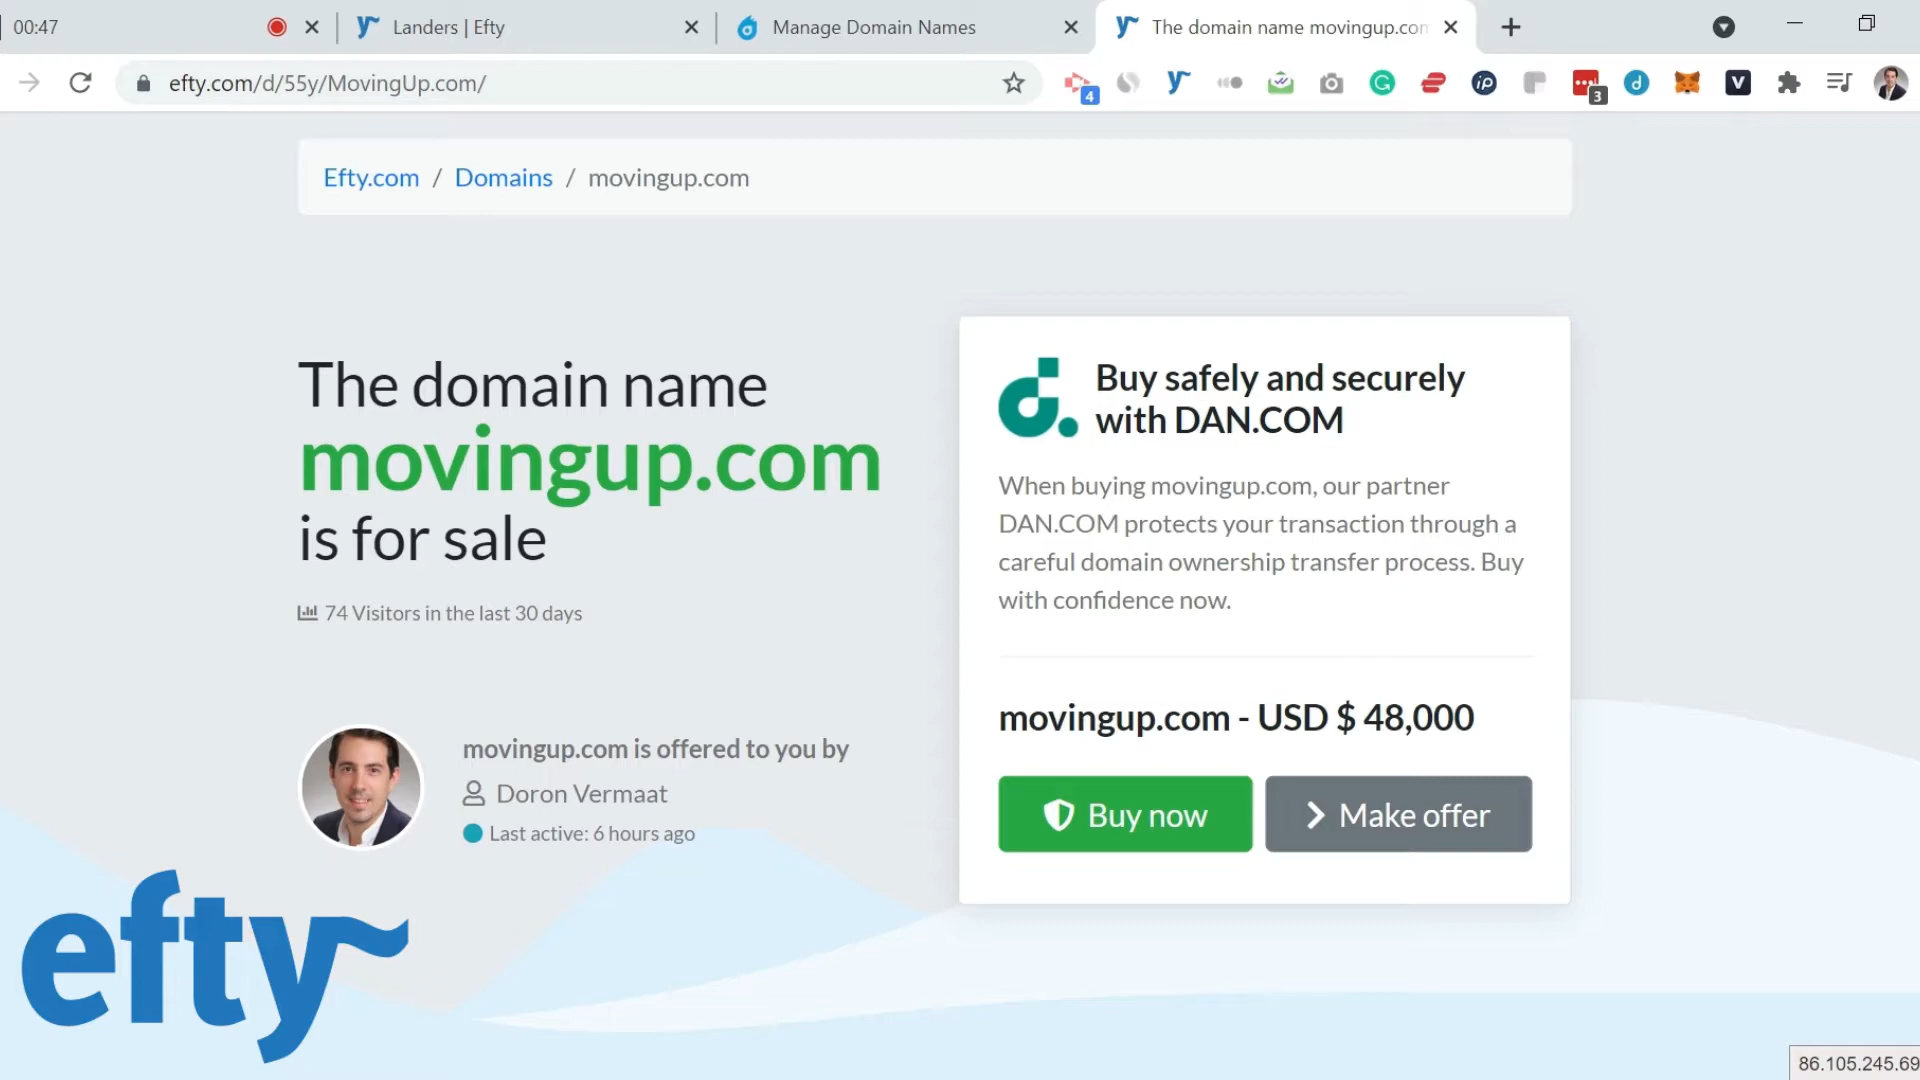 00:47
Landers | Efty
Manage Domain Names
The domain name movingup.con
efty.com/d/55y/MovingUp.com/
4
3
Efty.com / Domains / movingup.com
The domain name
movingup.com
is for sale
74 Visitors in the last 30 days
movingup.com is offered to you by
Doron Vermaat
Last active: 6 hours ago
Buy safely and securely
with DAN.COM
When buying movingup.com, our partner
DAN.COM protects your transaction through a
careful domain ownership transfer process. Buy
with confidence now.
movingup.com - USD $ 48,000
Buy now
Make offer
efty
86.105.245.69